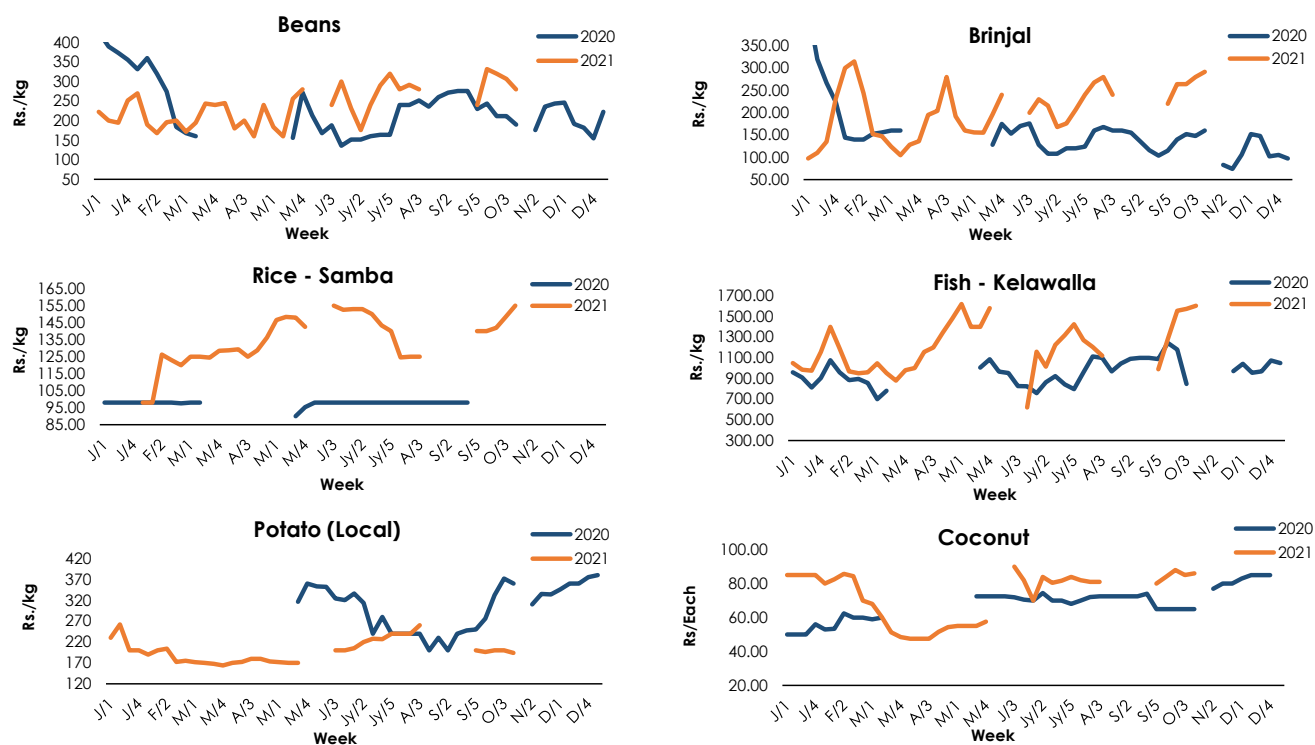 Beans
2020
2021
Rs./kg
400
350
300
250
200
150
100
50
J/1
J/4
F/2
M/1
M/4
A/3
M/1
M/4
J/3
Jy/2
Jy/5
A/3
S/2
S/5
O/3
N/2
D/1
D/4
Week
Brinjal
2020
2021
Rs./kg
350.00
300.00
250.00
200.00
150.00
100.00
50.00
J/1
J/4
F/2
M/1
M/4
A/3
M/1
M/4
J/3
Jy/2
Jy/5
A/3
S/2
S/5
O/3
N/2
D/1
D/4
Week
Rice - Samba
2020
2021
Rs./kg
165.00
155.00
145.00
135.00
125.00
115.00
105.00
95.00
85.00
J/1
J/4
F/2
M/1
M/4
A/3
M/1
M/4
J/3
Jy/2
Jy/5
A/3
S/2
S/5
O/3
N/2
D/1
D/4
Week
Fish - Kelawalla
2020
2021
Rs./kg
1700.00
1500.00
1300.00
1100.00
900.00
700.00
500.00
300.00
J/1
J/4
F/2
M/1
M/4
A/3
M/1
M/4
J/3
Jy/2
Jy/5
A/3
S/2
S/5
O/3
N/2
D/1
D/4
Week
Potato (Local)
2020
2021
Rs./kg
420
370
320
270
220
170
120
J/1
J/4
F/2
M/1
M/4
A/3
M/1
M/4
J/3
Jy/2
Jy/5
A/3
S/2
S/5
O/3
N/2
D/1
D/4
Week
Coconut
2020
2021
Rs/Each
100.00
80.00
60.00
40.00
20.00
J/1
J/4
F/2
M/1
M/4
A/3
M/1
M/4
J/3
Jy/2
Jy/5
A/3
S/2
S/5
O/3
N/2
D/1
D/4
Week